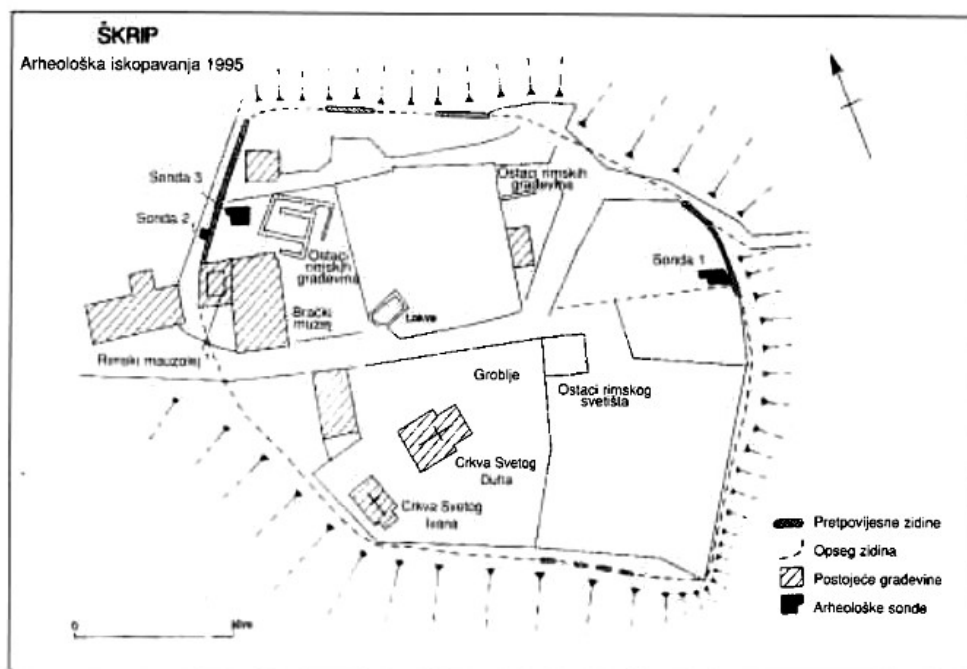 ŠKRIP
Arheološka iskopavanja 1995
Sonda 3
Sonda 2
Ostaci rimskih
građevina
Ostaci
rimskih
građevina
Sonda 1
Brački
muzej
Lokva
Rimski mauzolej
Groblje
Ostaci rimskog
svetišta
Crkva Svetog
Duha
Crkva Svetog
Ivana
Pretpovijesne zidine
Opseg zidina
Postojeće građevine
Arheološke sonde
0